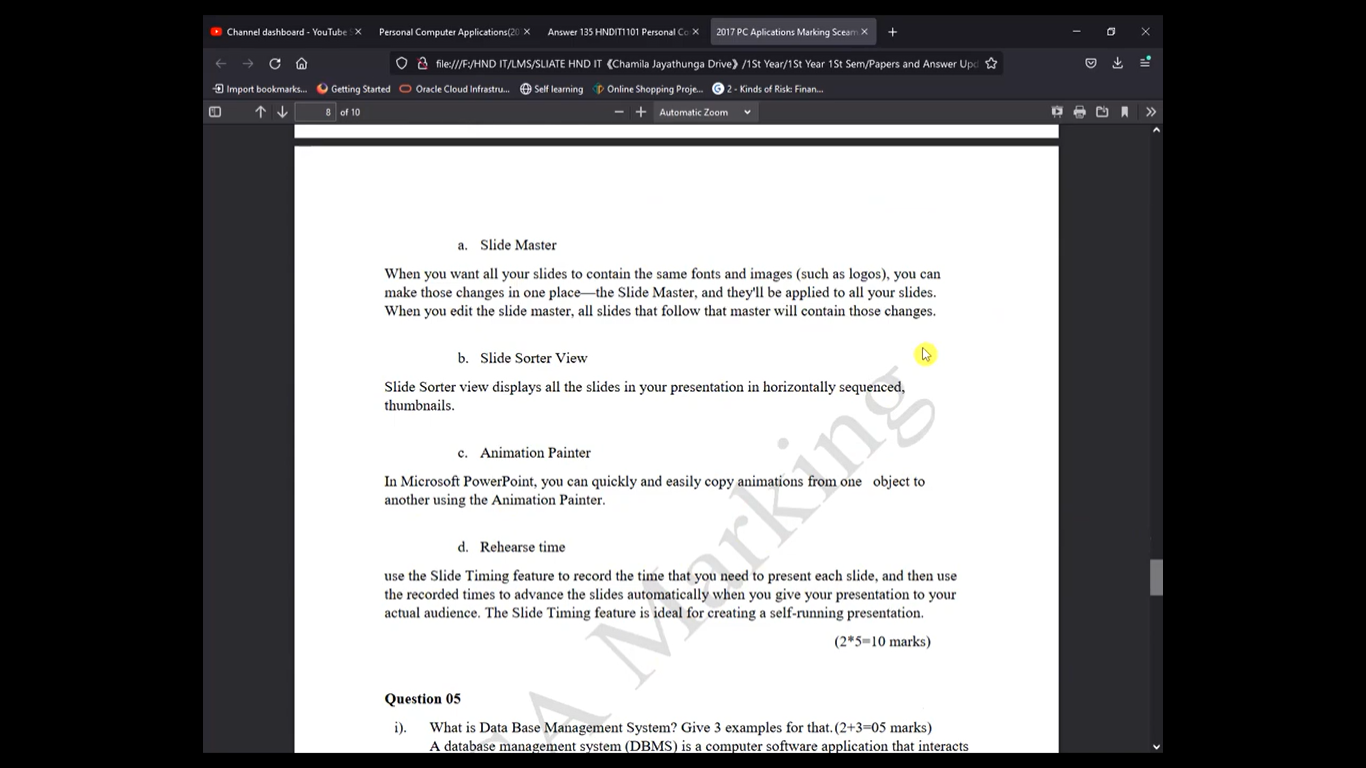 Channel dashboard - YouTube
Personal Computer Applications(20
Answer 135 HNDIT1101 Personal Co
2017 PC Aplications Marking Sceam
file:///F:/HND IT/LMS/SLIATE HND IT 《Chamila Jayathunga Drive》/1St Year/1St Year 1St Sem/Papers and Answer Upd
Import bookmarks...
Getting Started
Oracle Cloud Infrastru...
Self learning
Online Shopping Proje...
2 - Kinds of Risk: Finan...
8 of 10
Automatic Zoom
a. Slide Master
When you want all your slides to contain the same fonts and images (such as logos), you can
make those changes in one place—the Slide Master, and they'll be applied to all your slides.
When you edit the slide master, all slides that follow that master will contain those changes.
b. Slide Sorter View
Slide Sorter view displays all the slides in your presentation in horizontally sequenced,
thumbnails.
c. Animation Painter
In Microsoft PowerPoint, you can quickly and easily copy animations from one object to
another using the Animation Painter.
d. Rehearse time
use the Slide Timing feature to record the time that you need to present each slide, and then use
the recorded times to advance the slides automatically when you give your presentation to your
actual audience. The Slide Timing feature is ideal for creating a self-running presentation.
(2*5=10 marks)
Question 05
i). What is Data Base Management System? Give 3 examples for that.(2+3=05 marks)
A database management system (DBMS) is a computer software application that interacts
Marking